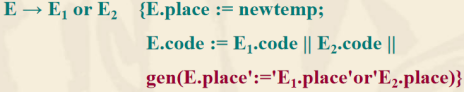 E → E₁ or E₂ {E.place := newtemp;
E.code := E₁.code || E₂.code ||
gen(E.place':='E₁.place'or'E₂.place)}